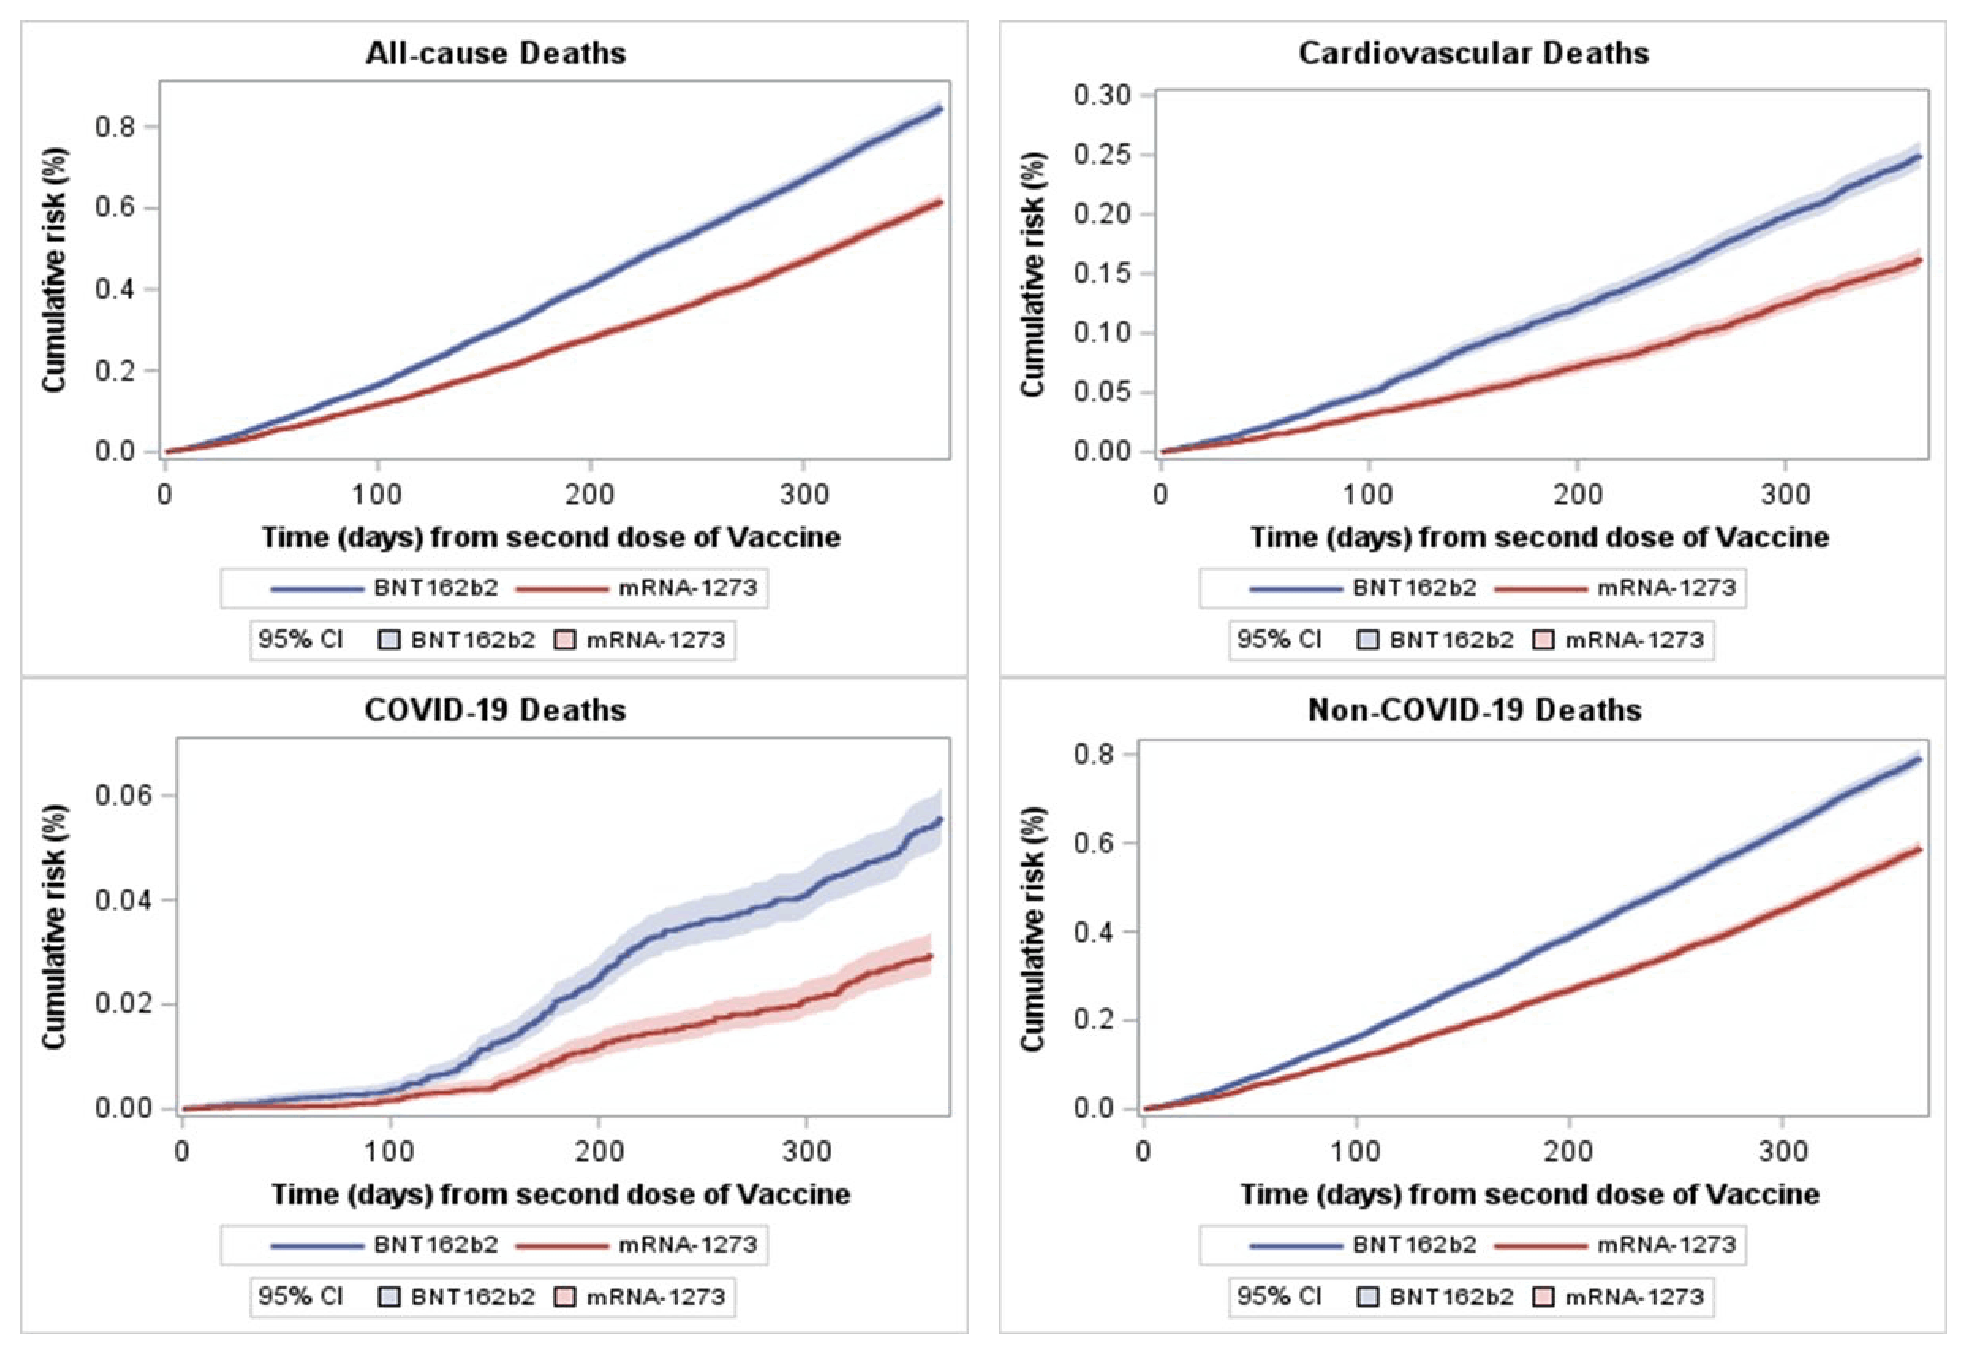 All-cause Deaths
Cumulative risk (%)
0.8
0.6
0.4
0.2
0.0
0 100 200 300
Time (days) from second dose of Vaccine
BNT162b2 mRNA-1273
95% CI BNT162b2 mRNA-1273
Cardiovascular Deaths
Cumulative risk (%)
0.30
0.25
0.20
0.15
0.10
0.05
0.00
0 100 200 300
Time (days) from second dose of Vaccine
BNT162b2 mRNA-1273
95% CI BNT162b2 mRNA-1273
COVID-19 Deaths
Cumulative risk (%)
0.06
0.04
0.02
0.00
0 100 200 300
Time (days) from second dose of Vaccine
BNT162b2 mRNA-1273
95% CI BNT162b2 mRNA-1273
Non-COVID-19 Deaths
Cumulative risk (%)
0.8
0.6
0.4
0.2
0.0
0 100 200 300
Time (days) from second dose of Vaccine
BNT162b2 mRNA-1273
95% CI BNT162b2 mRNA-1273